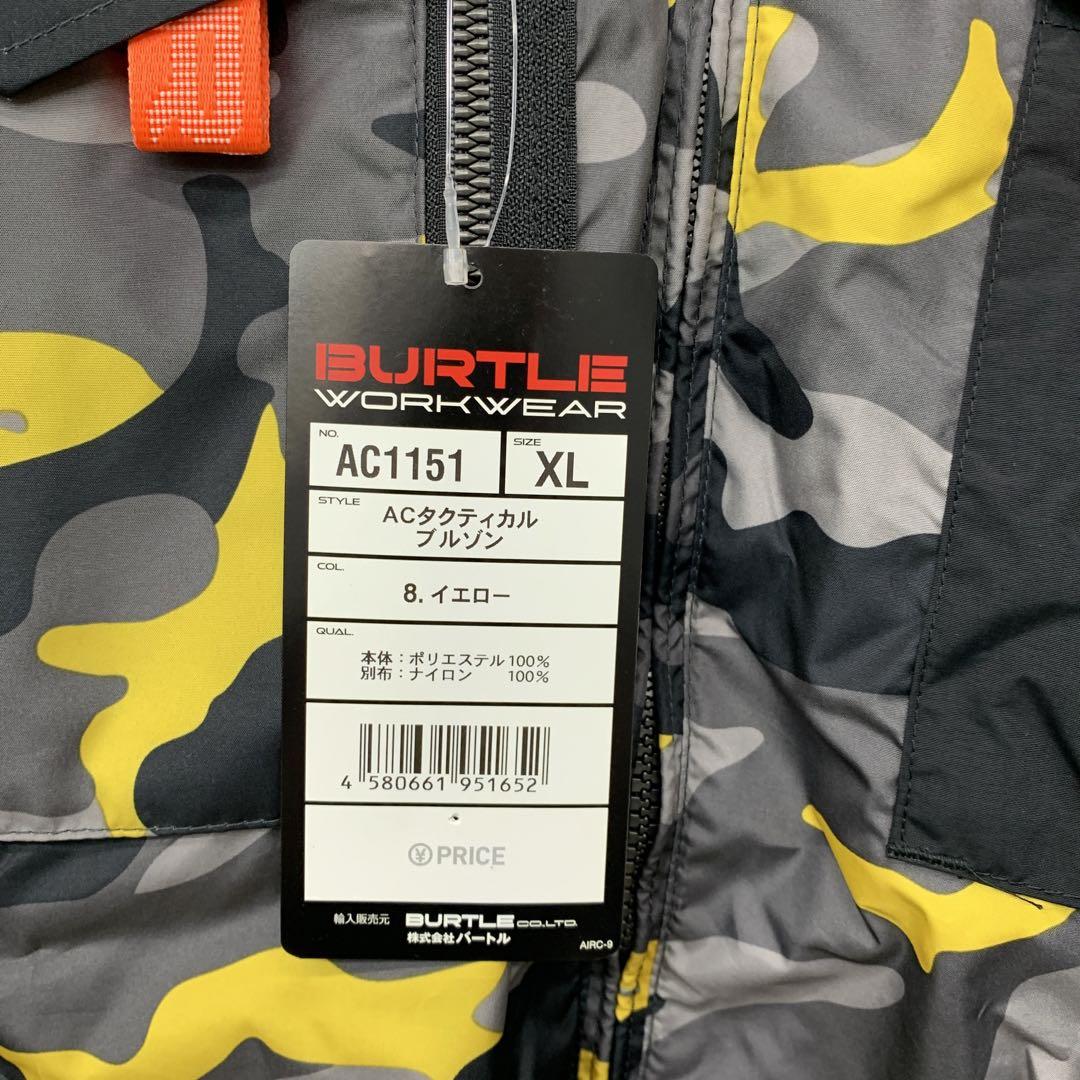 BURTLE
WORKWEAR
NO.
AC1151
SIZE
XL
STYLE
ACタクティカル
ブルゾン
COL.
8. イエロー
QUAL.
本体：ポリエステル 100%
別布：ナイロン 100%
4 580661 951652
¥ PRICE
輸入販売元 BURTLE CO.,LTD.
株式会社バートル
AIRC-9